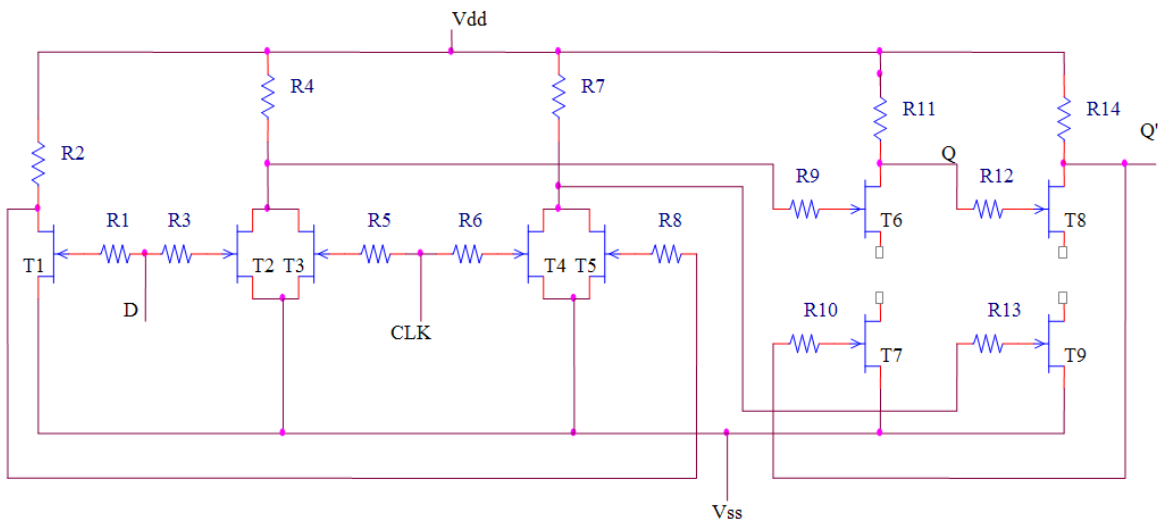 Vdd
R4
R7
R11
R14
Q'
R2
Q
R9
R12
R1
R3
R5
R6
R8
T6
T8
T1
T2
T3
T4
T5
D
CLK
R10
R13
T7
T9
Vss